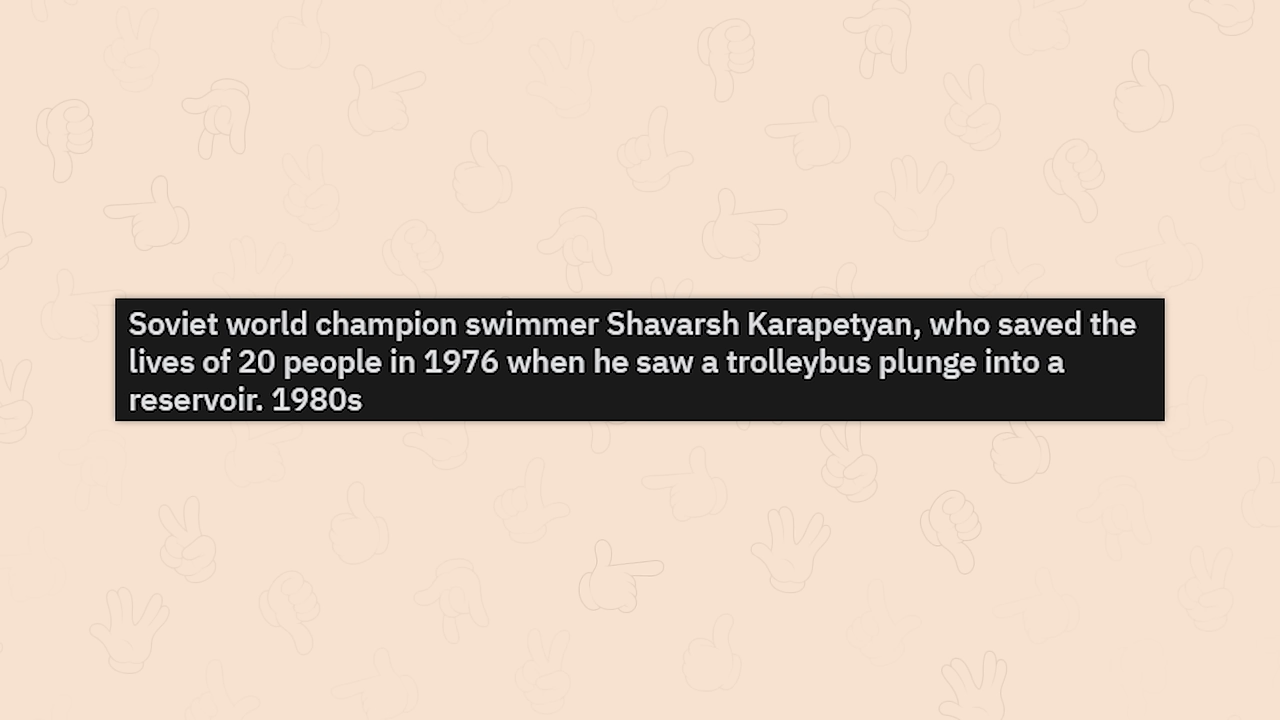 Soviet world champion swimmer Shavarsh Karapetyan, who saved the
lives of 20 people in 1976 when he saw a trolleybus plunge into a
reservoir. 1980s